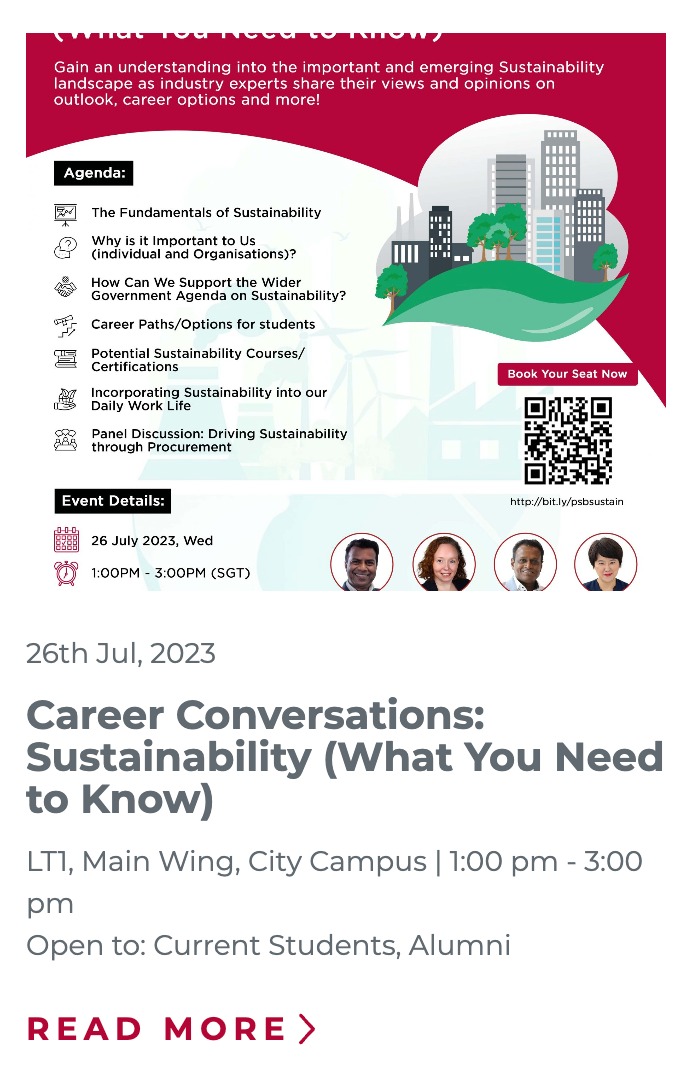 (What You Need to Know)
Gain an understanding into the important and emerging Sustainability
landscape as industry experts share their views and opinions on
outlook, career options and more!
Agenda:
The Fundamentals of Sustainability
Why is it Important to Us
(individual and Organisations)?
How Can We Support the Wider
Government Agenda on Sustainability?
Career Paths/Options for students
Potential Sustainability Courses/
Certifications
Incorporating Sustainability into our
Daily Work Life
Panel Discussion: Driving Sustainability
through Procurement
Book Your Seat Now
http://bit.ly/psbsustain
Event Details:
26 July 2023, Wed
1:00PM - 3:00PM (SGT)
26th Jul, 2023
Career Conversations:
Sustainability (What You Need
to Know)
LT1, Main Wing, City Campus | 1:00 pm - 3:00
pm
Open to: Current Students, Alumni
READ MORE